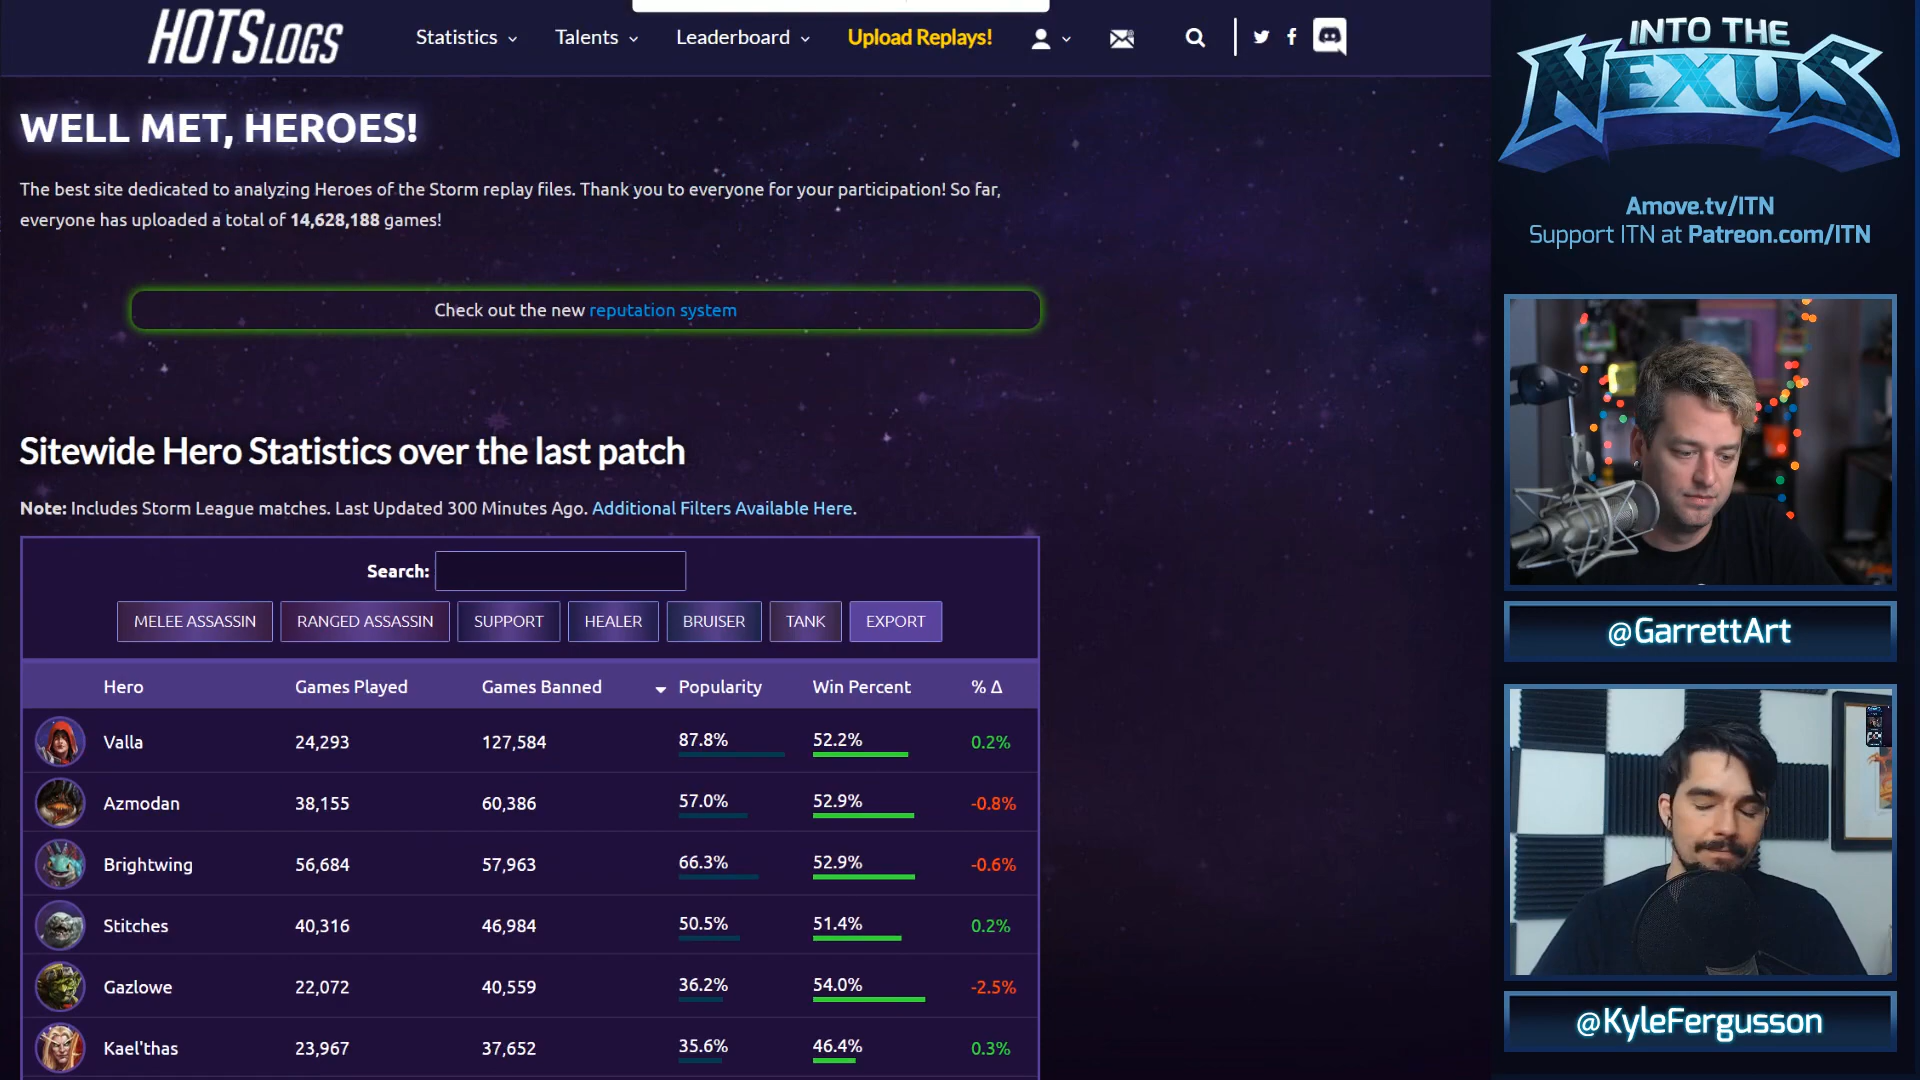 HOTSLOGS
Statistics Talents Leaderboard Upload Replays!
WELL MET, HEROES!
The best site dedicated to analyzing Heroes of the Storm replay files. Thank you to everyone for your participation! So far,
everyone has uploaded a total of 14,628,188 games!
Check out the new reputation system
Sitewide Hero Statistics over the last patch
Note: Includes Storm League matches. Last Updated 300 Minutes Ago. Additional Filters Available Here.
Search:
MELEE ASSASSIN RANGED ASSASSIN SUPPORT HEALER BRUISER TANK EXPORT
Hero Games Played Games Banned Popularity Win Percent % Δ
Valla 24,293 127,584 87.8% 52.2% 0.2%
Azmodan 38,155 60,386 57.0% 52.9% -0.8%
Brightwing 56,684 57,963 66.3% 52.9% -0.6%
Stitches 40,316 46,984 50.5% 51.4% 0.2%
Gazlowe 22,072 40,559 36.2% 54.0% -2.5%
Kael'thas 23,967 37,652 35.6% 46.4% 0.3%
INTO THE
NEXUS
Amove.tv/ITN
Support ITN at Patreon.com/ITN
@GarrettArt
@KyleFergusson